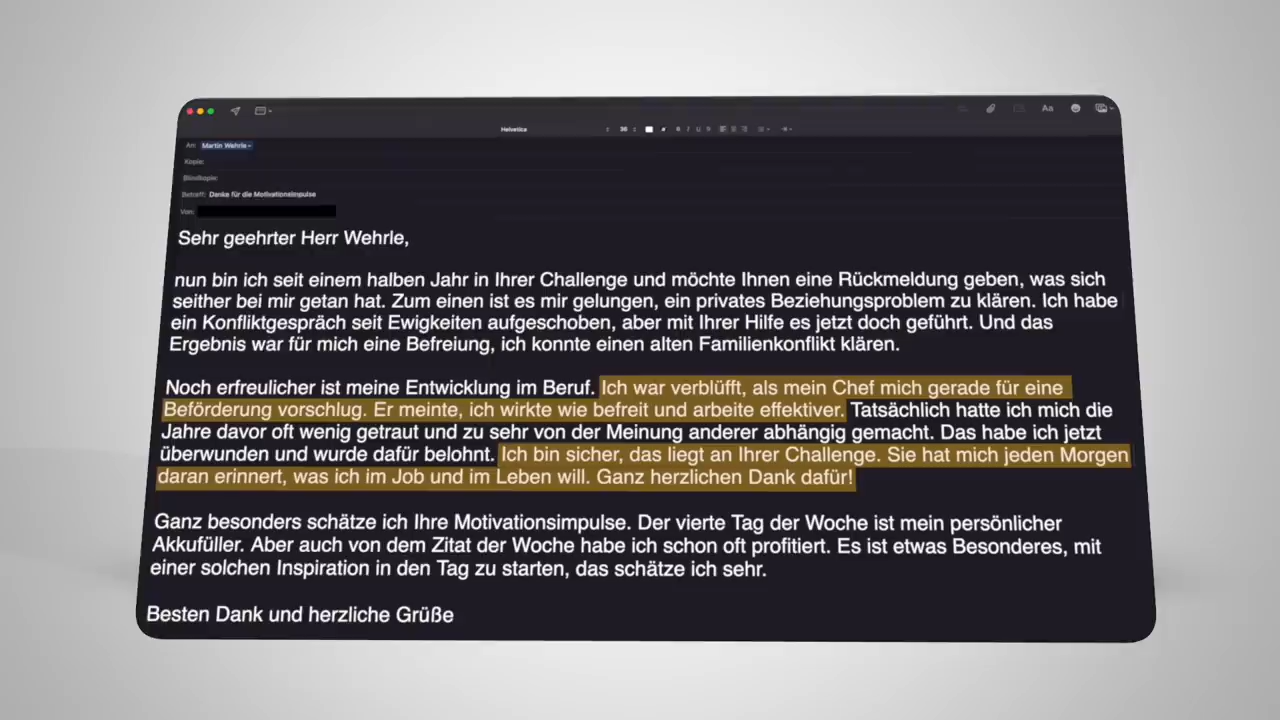 Aa
Helvetica
36
An: Martin Wehrle
Kopie:
Blindkopie:
Betreff: Danke für die Motivationsimpulse
Von:
Sehr geehrter Herr Wehrle,
nun bin ich seit einem halben Jahr in Ihrer Challenge und möchte Ihnen eine Rückmeldung geben, was sich
seither bei mir getan hat. Zum einen ist es mir gelungen, ein privates Beziehungsproblem zu klären. Ich habe
ein Konfliktgespräch seit Ewigkeiten aufgeschoben, aber mit Ihrer Hilfe es jetzt doch geführt. Und das
Ergebnis war für mich eine Befreiung, ich konnte einen alten Familienkonflikt klären.
Noch erfreulicher ist meine Entwicklung im Beruf. Ich war verblüfft, als mein Chef mich gerade für eine
Beförderung vorschlug. Er meinte, ich wirkte wie befreit und arbeite effektiver. Tatsächlich hatte ich mich die
Jahre davor oft wenig getraut und zu sehr von der Meinung anderer abhängig gemacht. Das habe ich jetzt
überwunden und wurde dafür belohnt. Ich bin sicher, das liegt an Ihrer Challenge. Sie hat mich jeden Morgen
daran erinnert, was ich im Job und im Leben will. Ganz herzlichen Dank dafür!
Ganz besonders schätze ich Ihre Motivationsimpulse. Der vierte Tag der Woche ist mein persönlicher
Akkufüller. Aber auch von dem Zitat der Woche habe ich schon oft profitiert. Es ist etwas Besonderes, mit
einer solchen Inspiration in den Tag zu starten, das schätze ich sehr.
Besten Dank und herzliche Grüße